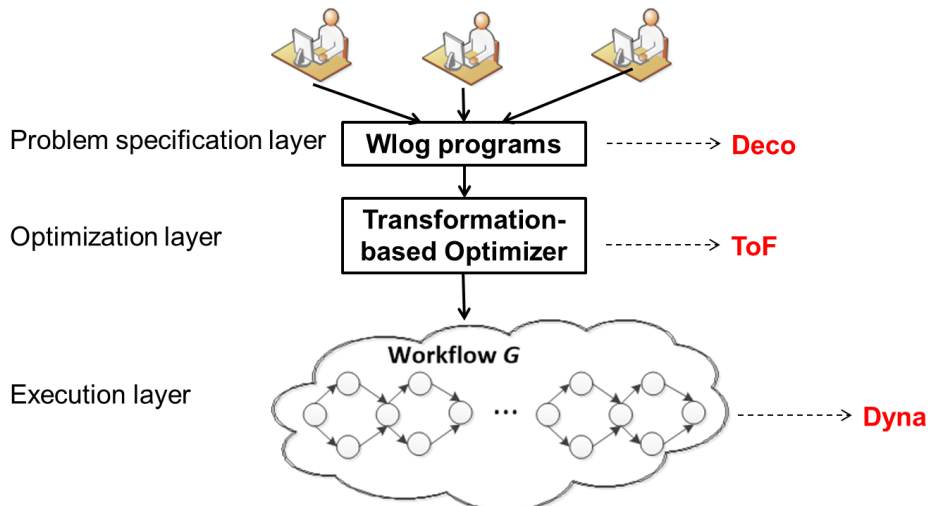 Problem specification layer
Wlog programs
Deco
Optimization layer
Transformation-
based Optimizer
ToF
Workflow G
Execution layer
...
Dyna